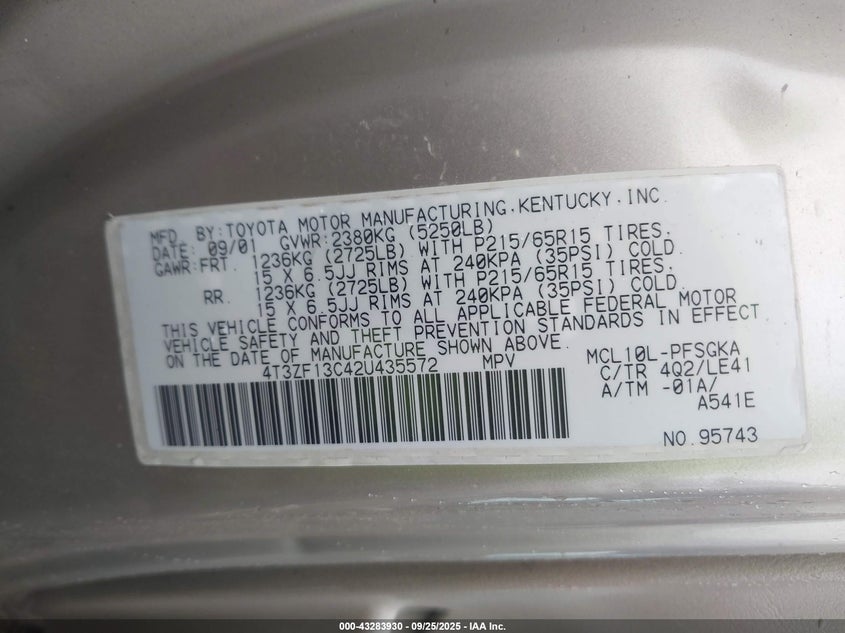 MFD. BY:TOYOTA MOTOR MANUFACTURING,KENTUCKY,INC.
DATE: 09/01 GVWR:2380KG (5250LB)
GAWR:FRT. 1236KG (2725LB) WITH P215/65R15 TIRES.
15 X 6.5JJ RIMS AT 240KPA (35PSI) COLD.
RR. 1236KG (2725LB) WITH P215/65R15 TIRES.
15 X 6.5JJ RIMS AT 240KPA (35PSI) COLD.
THIS VEHICLE CONFORMS TO ALL APPLICABLE FEDERAL MOTOR
VEHICLE SAFETY AND THEFT PREVENTION STANDARDS IN EFFECT
ON THE DATE OF MANUFACTURE SHOWN ABOVE.
4T3ZF13C42U435572 MPV
MCL10L-PFSGKA
C/TR 4Q2/LE41
A/TM -01A/
A541E
NO.95743
000-43283930 - 09/25/2025 - IAA Inc.